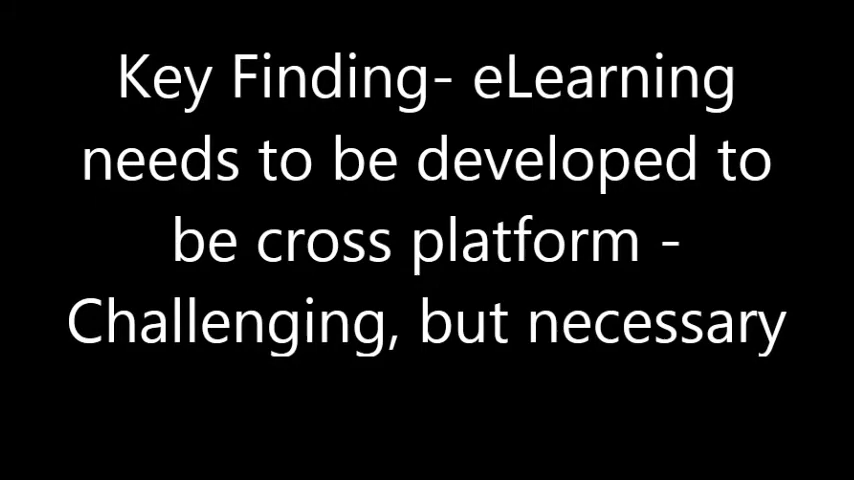 Key Finding- eLearning
needs to be developed to
be cross platform -
Challenging, but necessary